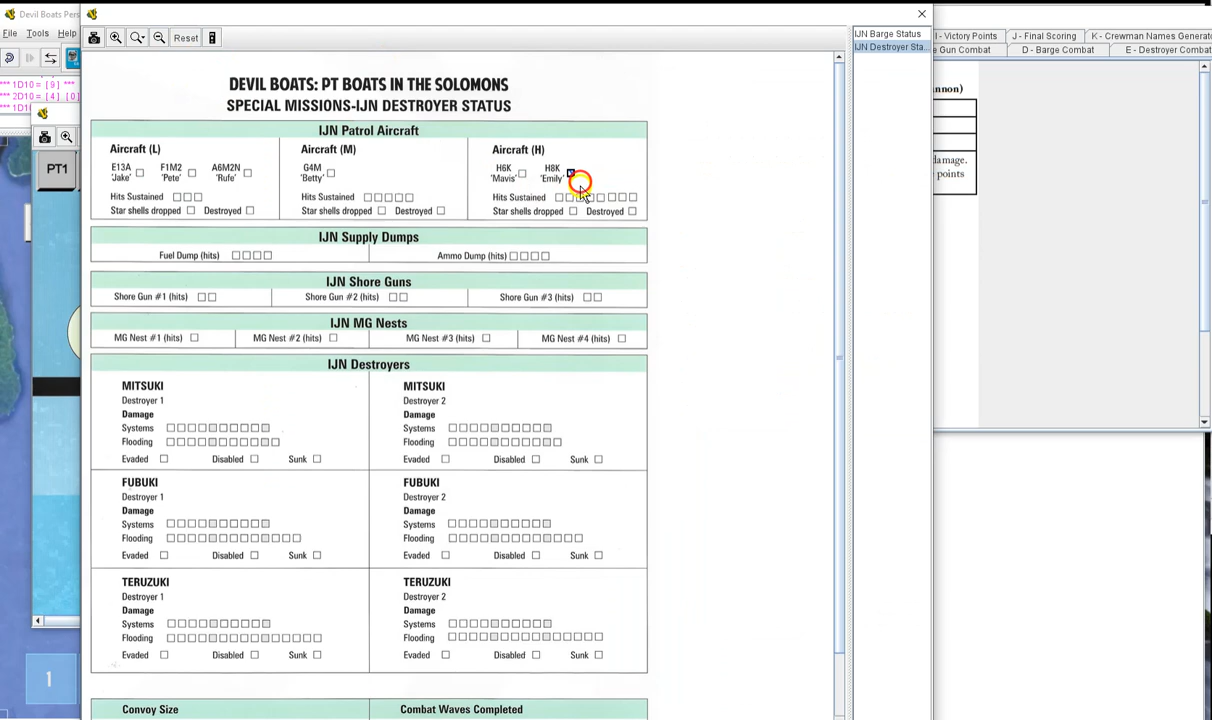 Devil Boats Pers
File Tools Help
*** 1D10 = [ 9] ***
*** 2D10 = [ 4] [0]
*** 1D10
PT1
1
Reset
IJN Barge Status
IJN Destroyer Sta...
I - Victory Points
J - Final Scoring
K - Crewman Names Generato
Gun Combat
D - Barge Combat
E - Destroyer Combat
nnon)
damage.
points
DEVIL BOATS: PT BOATS IN THE SOLOMONS
SPECIAL MISSIONS-IJN DESTROYER STATUS
IJN Patrol Aircraft
Aircraft (L) Aircraft (M) Aircraft (H)
E13A F1M2 A6M2N G4M H6K H8K
'Jake' 'Pete' 'Rufe' 'Betty' 'Mavis' 'Emily'
Hits Sustained Hits Sustained Hits Sustained
Star shells dropped Destroyed Star shells dropped Destroyed Star shells dropped Destroyed
IJN Supply Dumps
Fuel Dump (hits) Ammo Dump (hits)
IJN Shore Guns
Shore Gun #1 (hits) Shore Gun #2 (hits) Shore Gun #3 (hits)
IJN MG Nests
MG Nest #1 (hits) MG Nest #2 (hits) MG Nest #3 (hits) MG Nest #4 (hits)
IJN Destroyers
MITSUKI MITSUKI
Destroyer 1 Destroyer 2
Damage Damage
Systems Systems
Flooding Flooding
Evaded Disabled Sunk Evaded Disabled Sunk
FUBUKI FUBUKI
Destroyer 1 Destroyer 2
Damage Damage
Systems Systems
Flooding Flooding
Evaded Disabled Sunk Evaded Disabled Sunk
TERUZUKI TERUZUKI
Destroyer 1 Destroyer 2
Damage Damage
Systems Systems
Flooding Flooding
Evaded Disabled Sunk Evaded Disabled Sunk
Convoy Size Combat Waves Completed